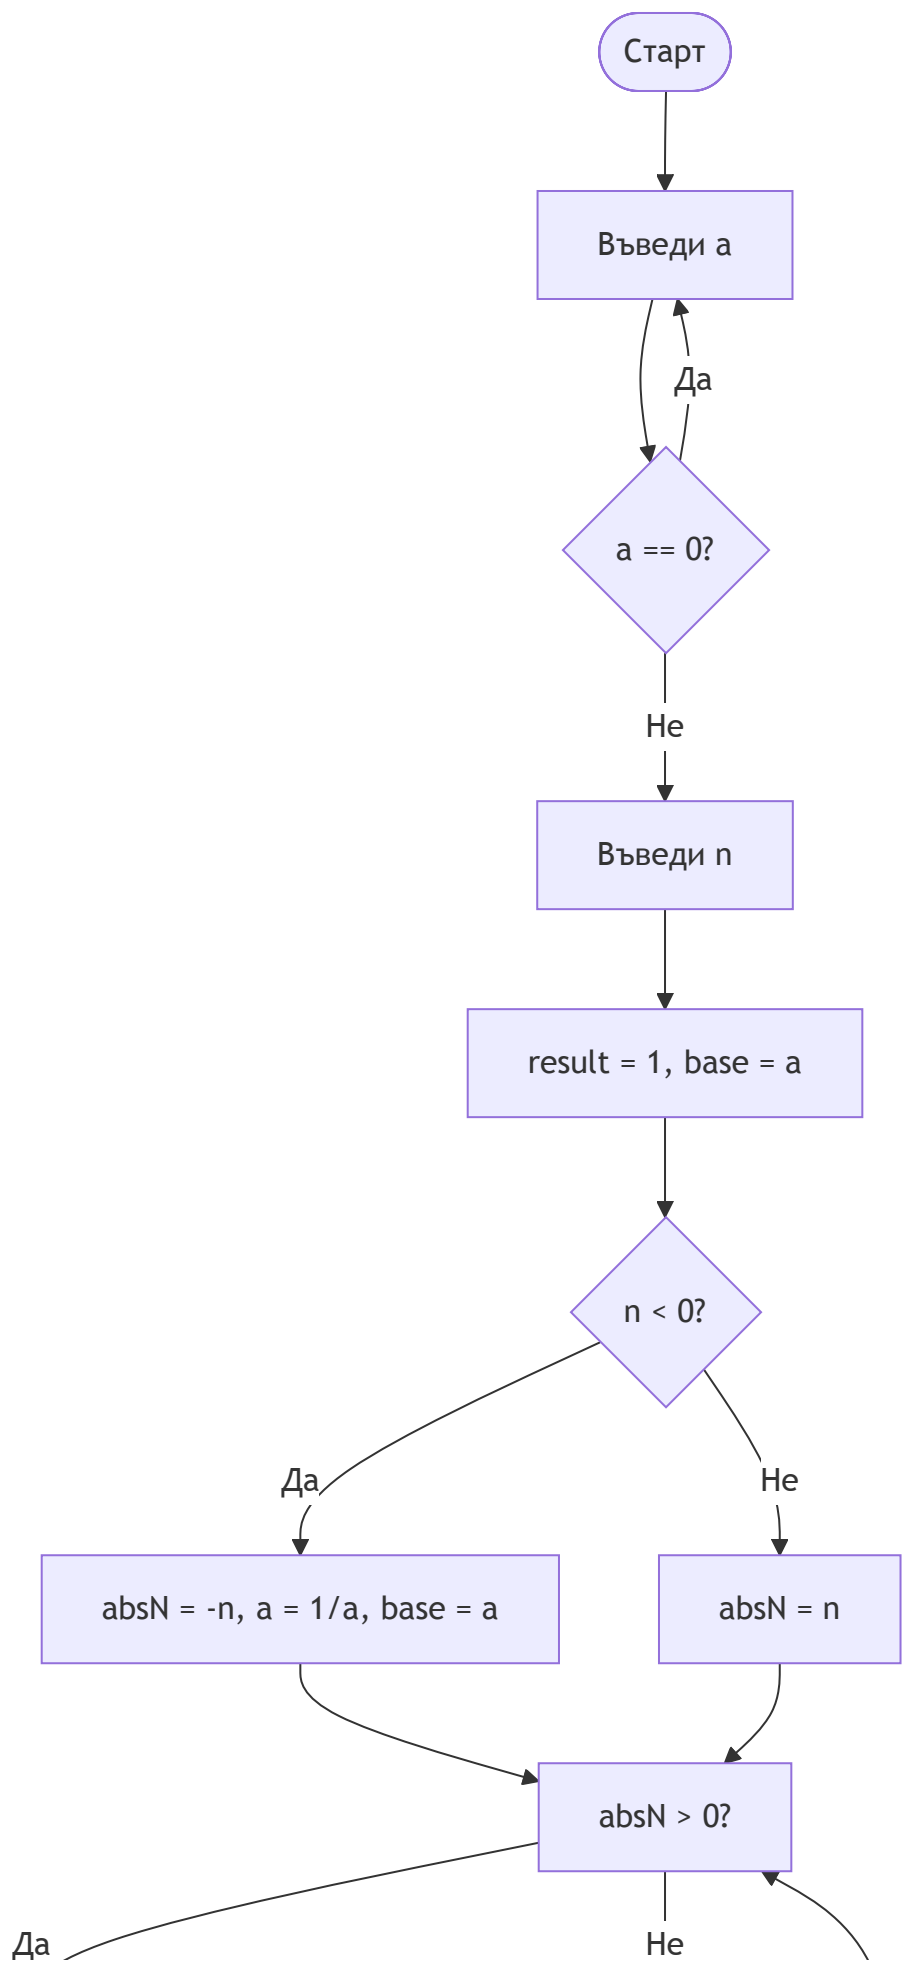 Старт
Въведи a
Да
a == 0?
Не
Въведи n
result = 1, base = a
n < 0?
Да
Не
absN = -n, a = 1/a, base = a
absN = n
absN > 0?
Да
Не